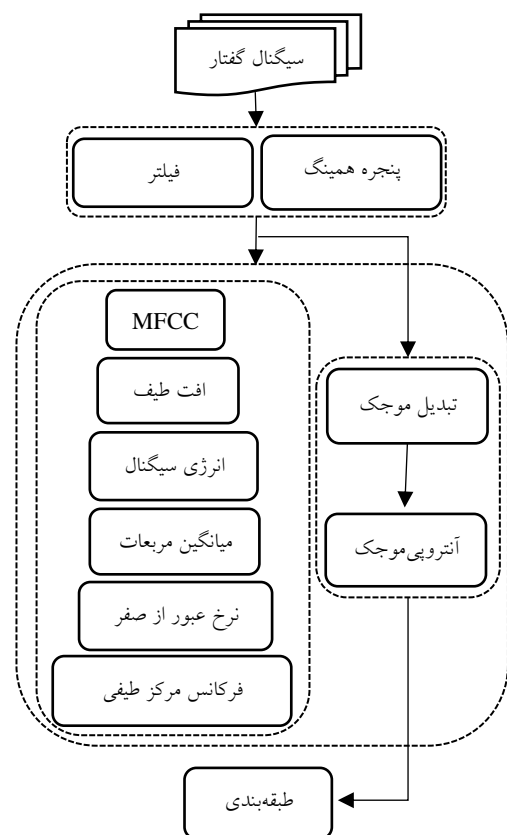 سیگنال گفتار
پنجره همینگ
فیلتر
MFCC
افت طیف
انرژی سیگنال
میانگین مربعات
نرخ عبور از صفر
فرکانس مرکز طیفی
تبدیل موجک
آنتروپی‌موجک
طبقه‌بندی